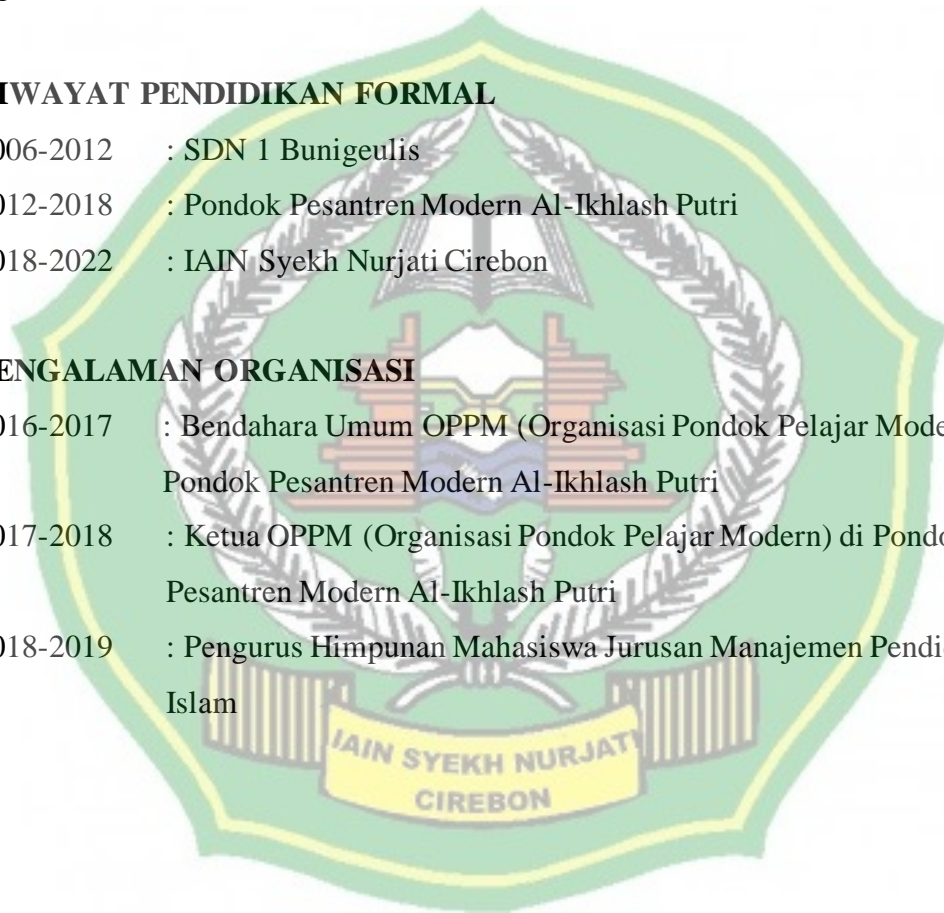 IWAYAT PENDIDIKAN FORMAL
006-2012 : SDN 1 Bunigeulis
012-2018 : Pondok Pesantren Modern Al-Ikhlash Putri
018-2022 : IAIN Syekh Nurjati Cirebon
ENGALAMAN ORGANISASI
016-2017 : Bendahara Umum OPPM (Organisasi Pondok Pelajar Mode
Pondok Pesantren Modern Al-Ikhlash Putri
017-2018 : Ketua OPPM (Organisasi Pondok Pelajar Modern) di Pondo
Pesantren Modern Al-Ikhlash Putri
018-2019 : Pengurus Himpunan Mahasiswa Jurusan Manajemen Pendi
Islam
IAIN SYEKH NURJATI
CIREBON